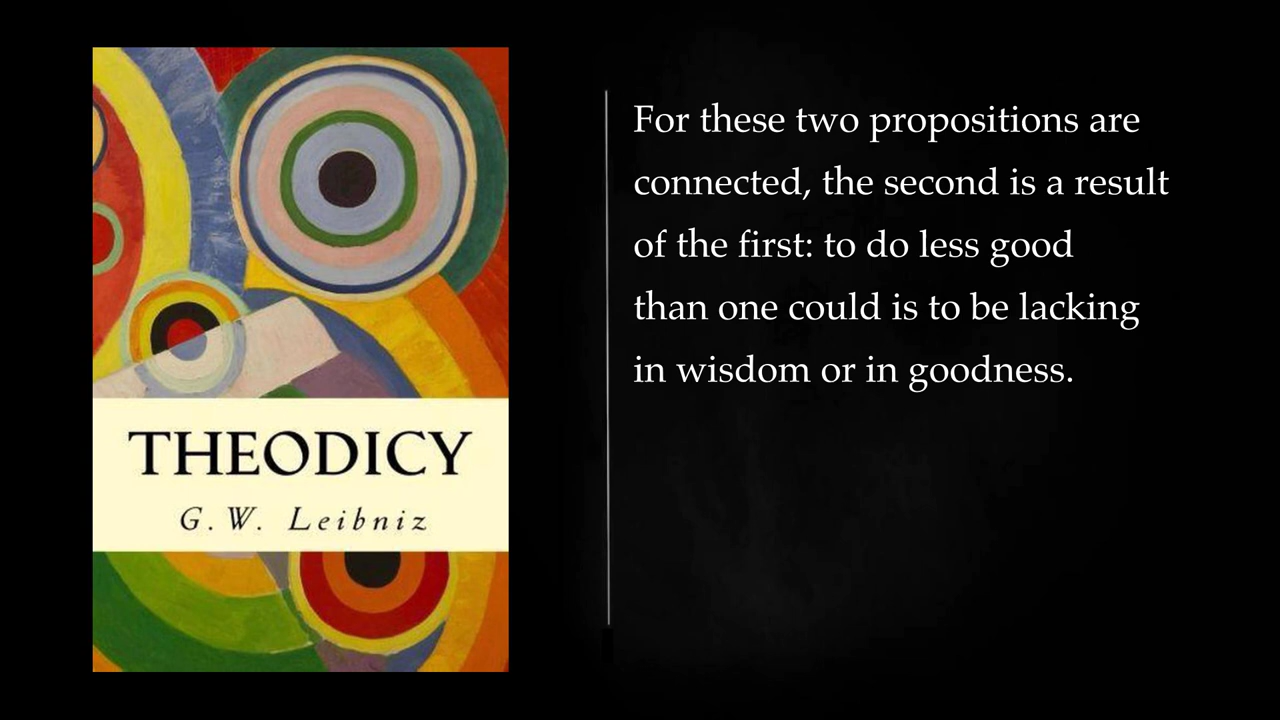 THEODICY
G. W. Leibniz
For these two propositions are
connected, the second is a result
of the first: to do less good
than one could is to be lacking
in wisdom or in goodness.